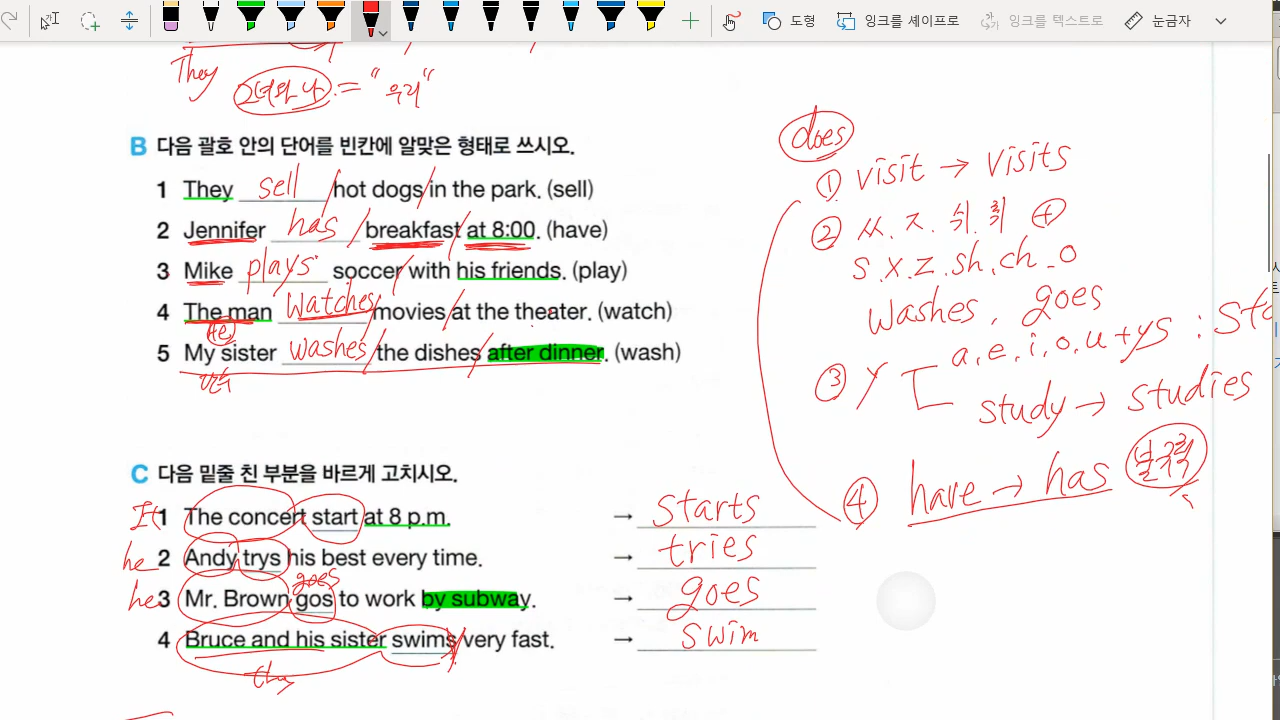 도형 잉크를 셰이프로 잉크를 텍스트로 눈금자
They 그녀와 나 = "우리"
B 다음 괄호 안의 단어를 빈칸에 알맞은 형태로 쓰시오.
1 They sell hot dogs in the park. (sell)
2 Jennifer has breakfast at 8:00. (have)
3 Mike plays soccer with his friends. (play)
4 The man watches movies at the theater. (watch)
He
5 My sister washes the dishes after dinner. (wash)
C 다음 밑줄 친 부분을 바르게 고치시오.
It 1 The concert start at 8 p.m. → starts
he 2 Andy trys his best every time. → tries
goes
he 3 Mr. Brown gos to work by subway. → goes
4 Bruce and his sister swims very fast. → swim
they
does
① visit → visits
② ㅆ. ㅈ. 쉬. 취 +
s. x. z. sh. ch. o
washes, goes
a, e, i, o, u + ys :
③ y
study → studies
④ have → has 불규칙